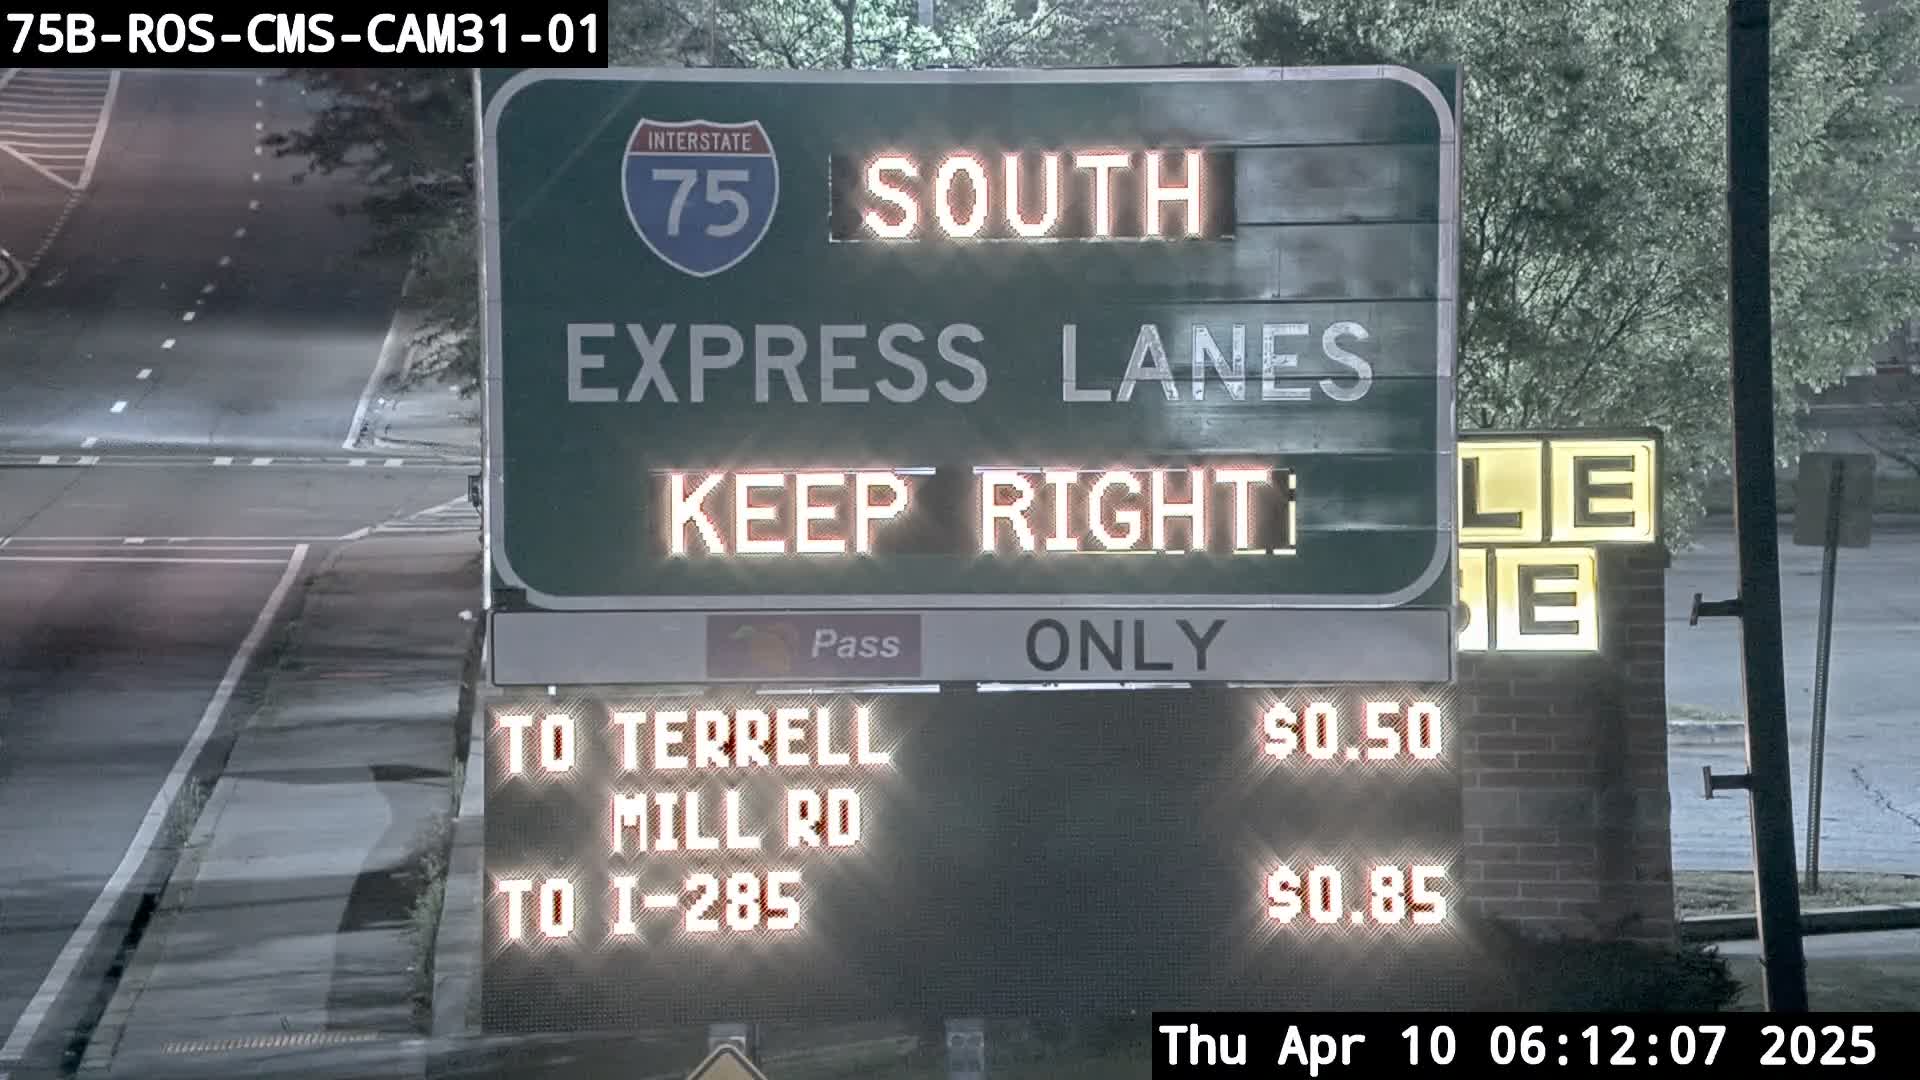 75B-ROS-CMS-CAM31-01
INTERSTATE
75
SOUTH
EXPRESS LANES
KEEP RIGHT
Pass ONLY
TO TERRELL $0.50
MILL RD
TO I-285 $0.85
LE
E
Thu Apr 10 06:12:07 2025